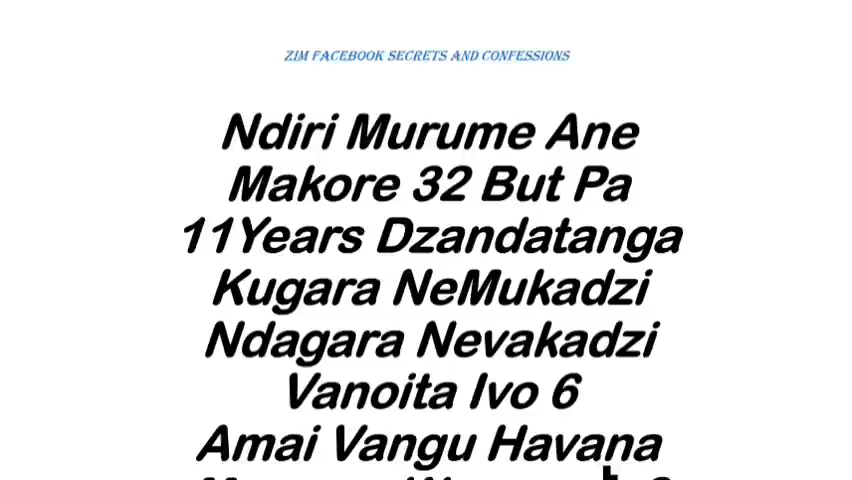 ZIM FACEBOOK SECRETS AND CONFESSIONS
Ndiri Murume Ane
Makore 32 But Pa
11Years Dzandatanga
Kugara NeMukadzi
Ndagara Nevakadzi
Vanoita Ivo 6
Amai Vangu Havana